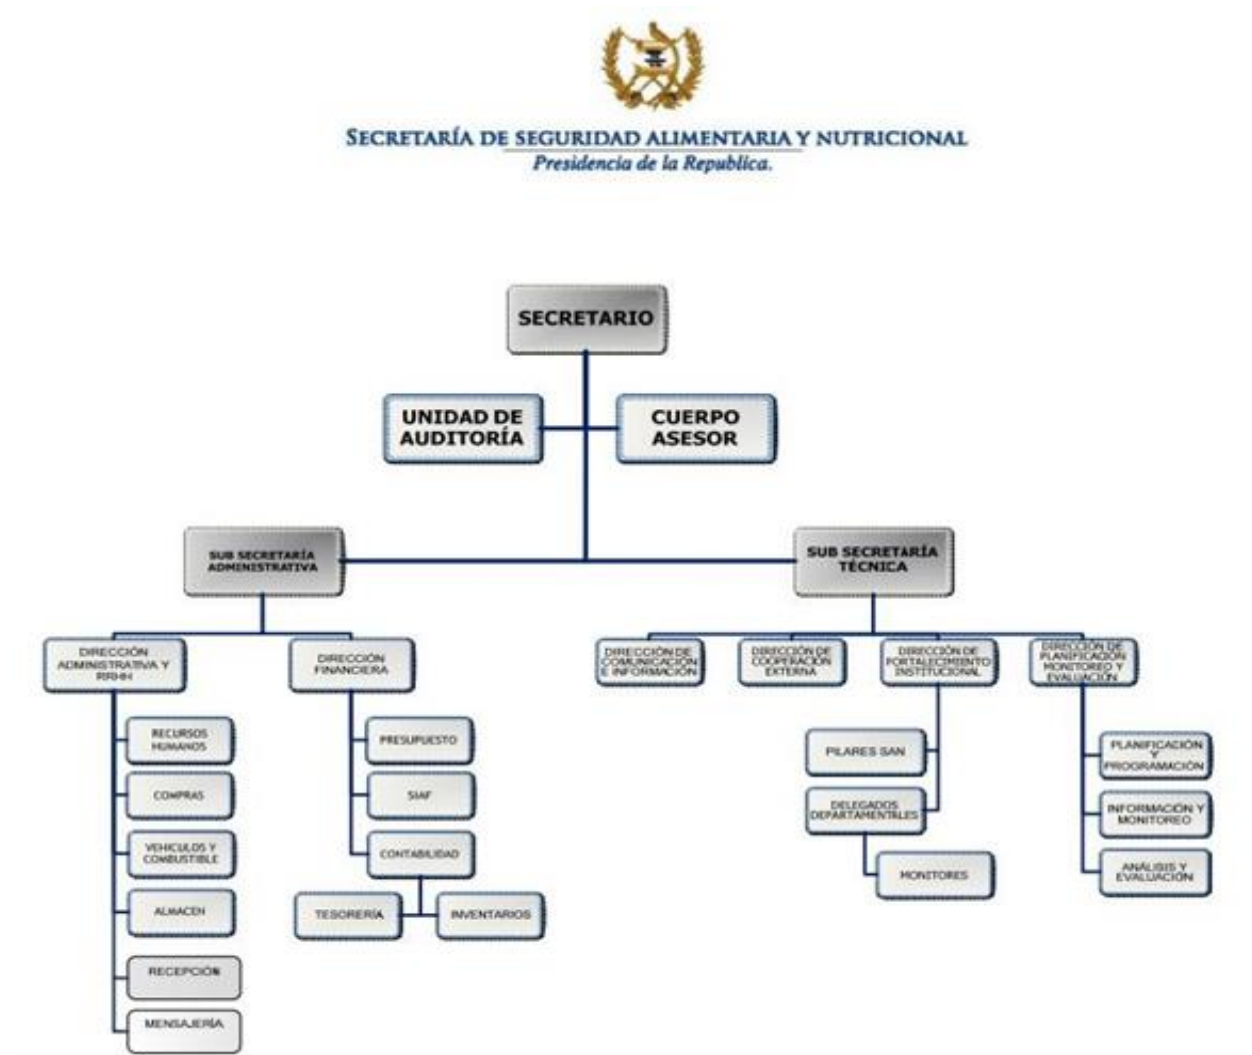 SECRETARÍA DE SEGURIDAD ALIMENTARIA Y NUTRICIONAL
Presidencia de la Republica.
SECRETARIO
UNIDAD DE
AUDITORÍA
CUERPO
ASESOR
SUB SECRETARÍA
ADMINISTRATIVA
SUB SECRETARÍA
TÉCNICA
DIRECCIÓN
ADMINISTRATIVA Y
RRHH
DIRECCIÓN
FINANCIERA
DIRECCIÓN DE
COMUNICACIÓN
E INFORMACIÓN
DIRECCIÓN DE
COOPERACIÓN
EXTERNA
DIRECCIÓN DE
FORTALECIMIENTO
INSTITUCIONAL
DIRECCIÓN DE
PLANIFICACIÓN
MONITOREO Y
EVALUACIÓN
RECURSOS
HUMANOS
COMPRAS
VEHICULOS Y
COMBUSTIBLE
ALMACEN
RECEPCIÓN
MENSAJERÍA
PRESUPUESTO
SIAF
CONTABILIDAD
TESORERÍA
INVENTARIOS
PILARES SAN
DELEGADOS
DEPARTAMENTALES
MONITORES
PLANIFICACIÓN
Y
PROGRAMACIÓN
INFORMACIÓN Y
MONITOREO
ANÁLISIS Y
EVALUACIÓN